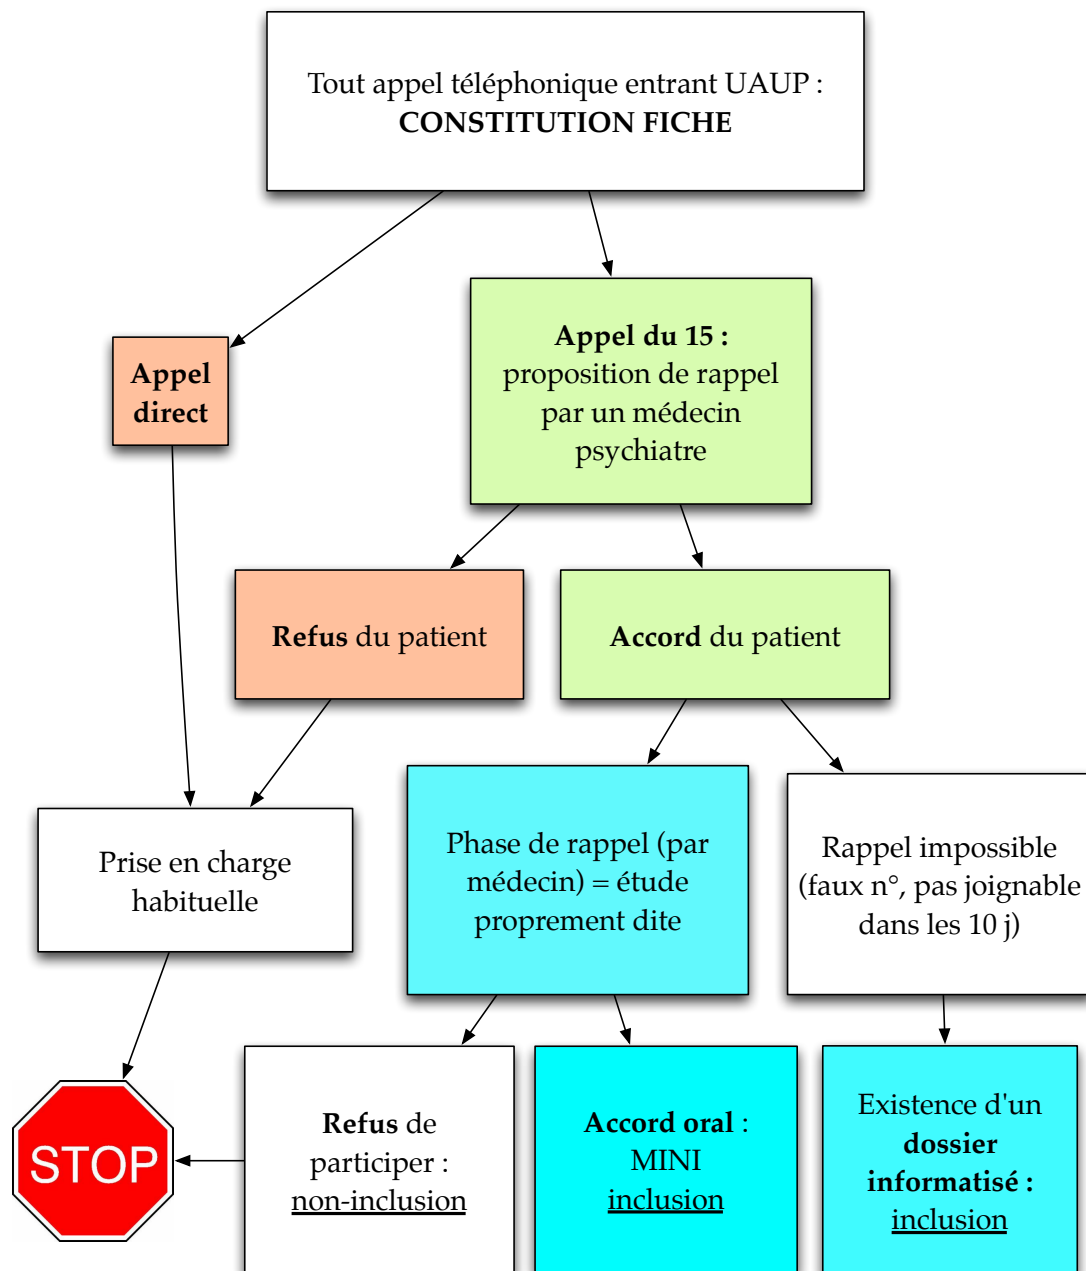 Tout appel téléphonique entrant UAUP :
CONSTITUTION FICHE
Appel
direct
Appel du 15 :
proposition de rappel
par un médecin
psychiatre
Refus du patient
Accord du patient
Prise en charge
habituelle
Phase de rappel (par
médecin) = étude
proprement dite
Rappel impossible
(faux n°, pas joignable
dans les 10 j)
STOP
Refus de
participer :
non-inclusion
Accord oral :
MINI
inclusion
Existence d'un
dossier
informatisé :
inclusion